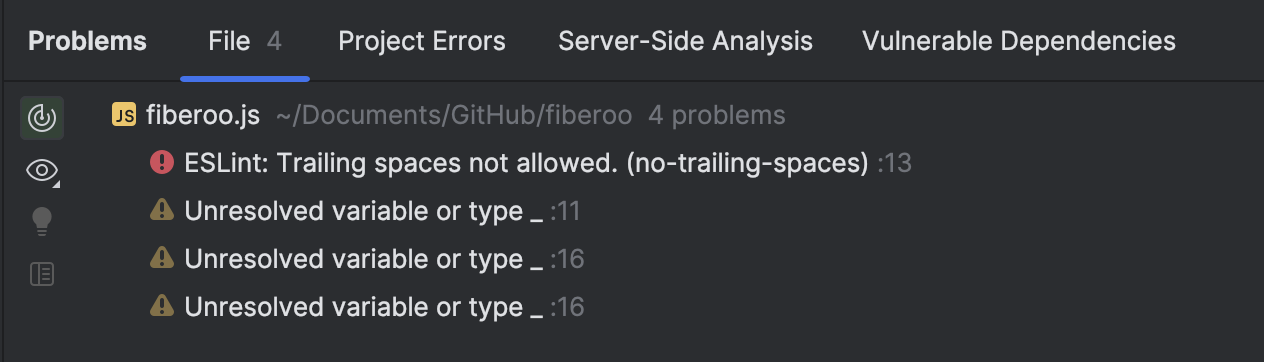 Problems File 4 Project Errors Server-Side Analysis Vulnerable Dependencies
JS fiberoo.js ~/Documents/GitHub/fiberoo 4 problems
ESLint: Trailing spaces not allowed. (no-trailing-spaces) :13
Unresolved variable or type _ :11
Unresolved variable or type _ :16
Unresolved variable or type _ :16